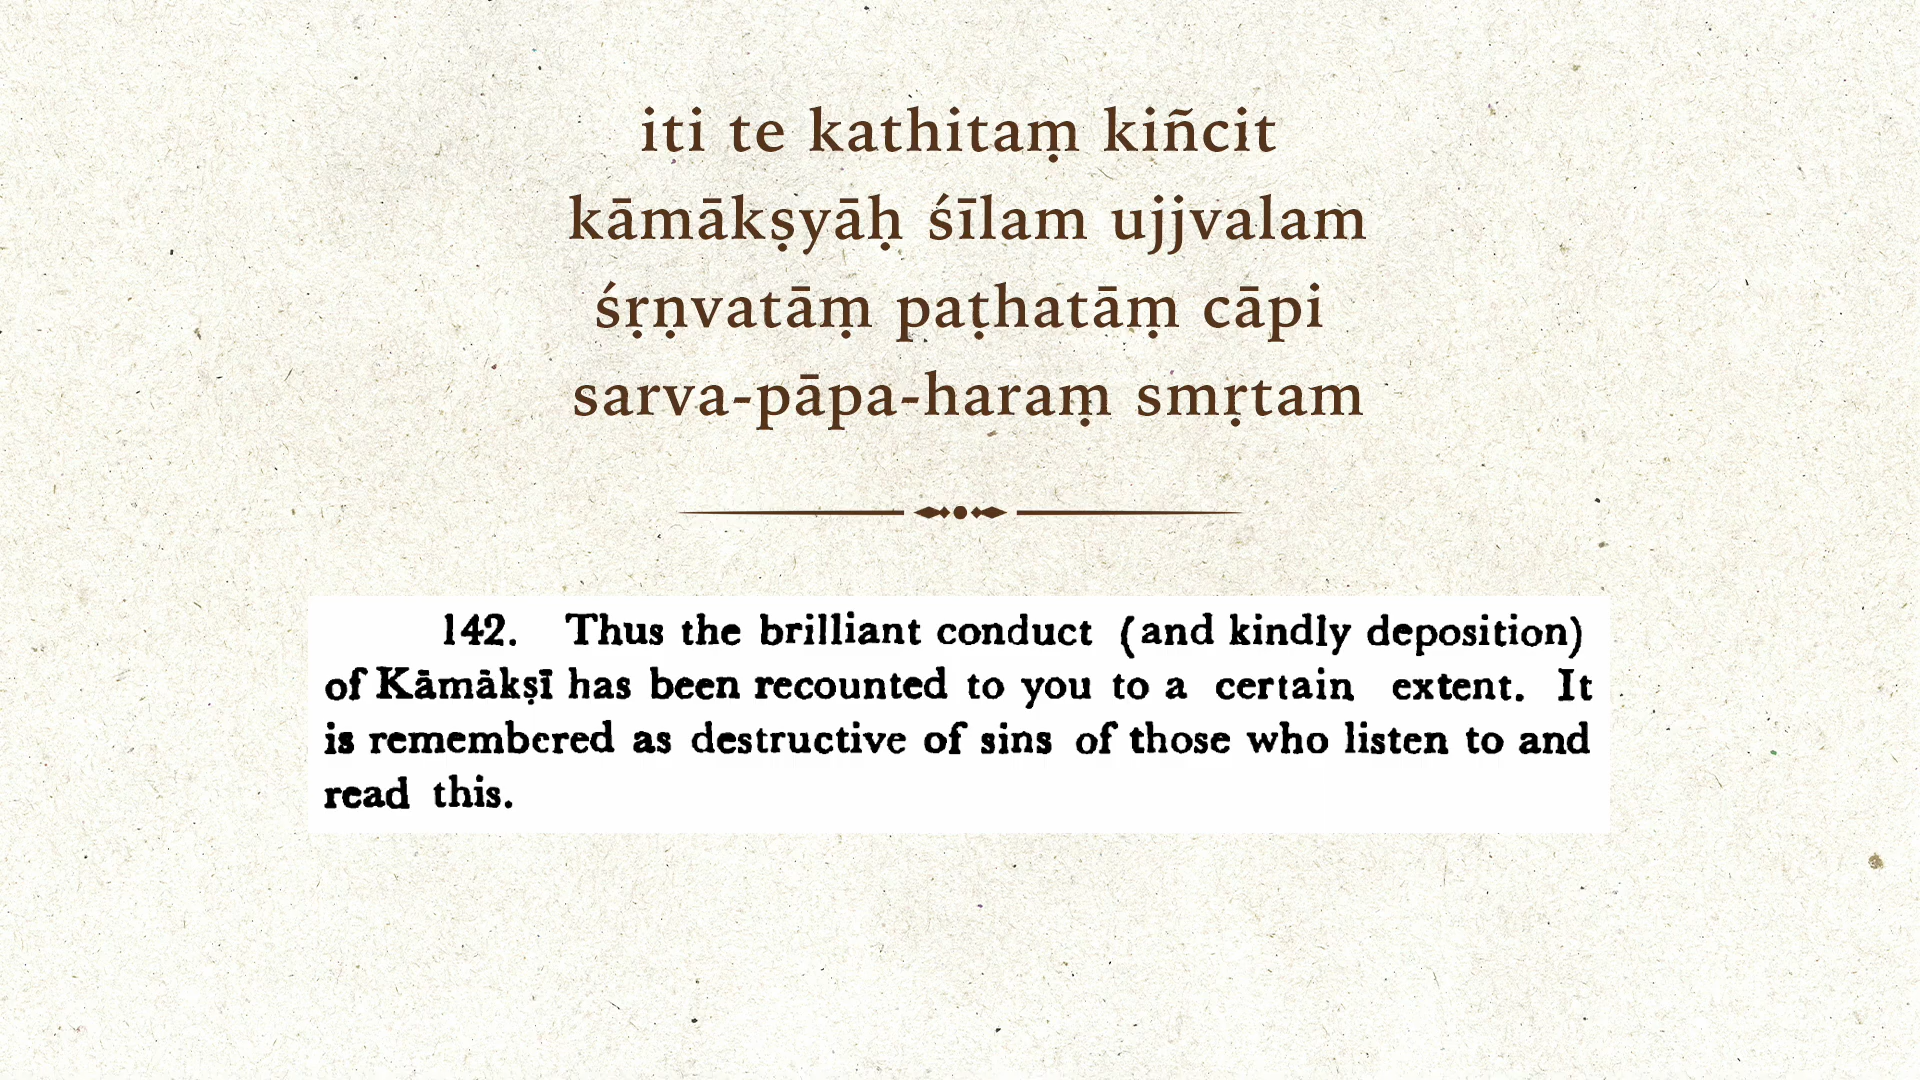 iti te kathitaṃ kiñcit
kāmākṣyāḥ śīlam ujjvalam
śṛṇvatāṃ paṭhatāṃ cāpi
sarva-pāpa-haraṃ smṛtam
142. Thus the brilliant conduct (and kindly deposition)
of Kāmākṣī has been recounted to you to a certain extent. It
is remembered as destructive of sins of those who listen to and
read this.